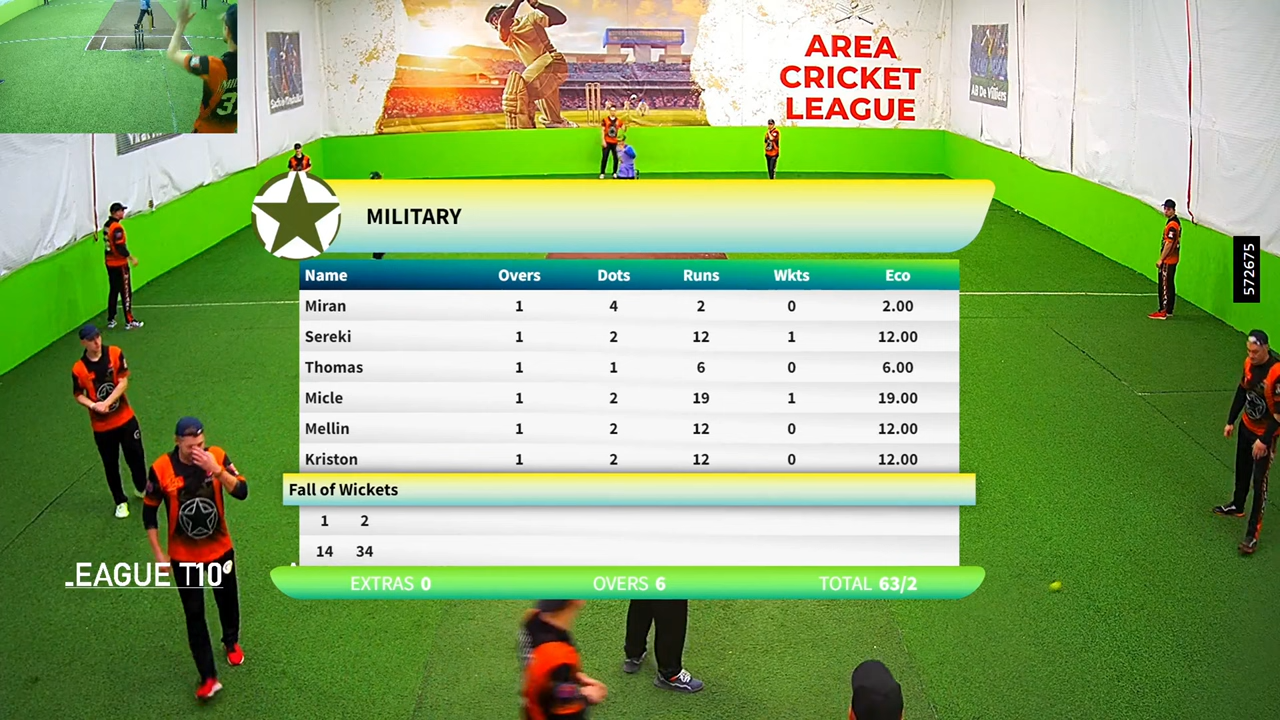 AREA
CRICKET
LEAGUE
AB De Villiers
MILITARY
Name Overs Dots Runs Wkts Eco
Miran 1 4 2 0 2.00
Sereki 1 2 12 1 12.00
Thomas 1 1 6 0 6.00
Micle 1 2 19 1 19.00
Mellin 1 2 12 0 12.00
Kriston 1 2 12 0 12.00
Fall of Wickets
1 2
14 34
EXTRAS 0 OVERS 6 TOTAL 63/2
EAGUE T10
572675